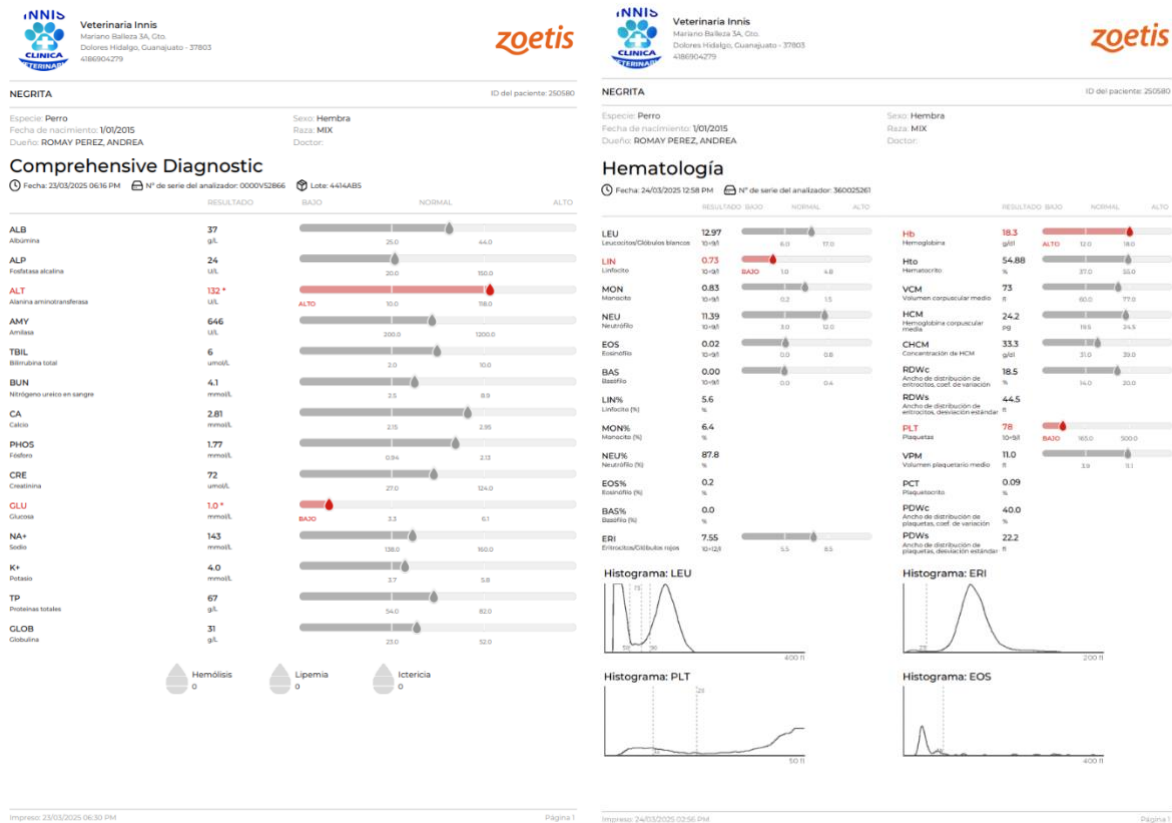 INNIS
CLINICA
VETERINARIA
Veterinaria Innis
Mariano Balleza 3A, Gto.
Dolores Hidalgo, Guanajuato - 37803
4186904279
zoetis
NEGRITA
ID del paciente: 250580
Especie: Perro
Sexo: Hembra
Fecha de nacimiento: 1/01/2015
Raza: MIX
Dueño: ROMAY PEREZ, ANDREA
Doctor:
Comprehensive Diagnostic
Fecha: 23/03/2025 06:16 PM Nº de serie del analizador: 0000V52866 Lote: 4414AB5
RESULTADO BAJO NORMAL ALTO
ALB 37
Albúmina g/L 25.0 44.0
ALP 24
Fosfatasa alcalina U/L 20.0 150.0
ALT 132 *
Alanina aminotransferasa U/L ALTO 10.0 118.0
AMY 646
Amilasa U/L 200.0 1200.0
TBIL 6
Bilirrubina total umol/L 2.0 10.0
BUN 4.1
Nitrógeno ureico en sangre mmol/L 2.5 8.9
CA 2.81
Calcio mmol/L 2.15 2.95
PHOS 1.77
Fósforo mmol/L 0.94 2.13
CRE 72
Creatinina umol/L 27.0 124.0
GLU 1.0 *
Glucosa mmol/L BAJO 3.3 6.1
NA+ 143
Sodio mmol/L 138.0 160.0
K+ 4.0
Potasio mmol/L 3.7 5.8
TP 67
Proteínas totales g/L 54.0 82.0
GLOB 31
Globulina g/L 23.0 52.0
Hemólisis 0
Lipemia 0
Ictericia 0
Impreso: 23/03/2025 06:30 PM
Página 1
INNIS
CLINICA
VETERINARIA
Veterinaria Innis
Mariano Balleza 3A, Gto.
Dolores Hidalgo, Guanajuato - 37803
4186904279
zoetis
NEGRITA
ID del paciente: 250580
Especie: Perro
Sexo: Hembra
Fecha de nacimiento: 1/01/2015
Raza: MIX
Dueño: ROMAY PEREZ, ANDREA
Doctor:
Hematología
Fecha: 24/03/2025 12:58 PM Nº de serie del analizador: 360025261
RESULTADO BAJO NORMAL ALTO
LEU 12.97
Leucocitos/Glóbulos blancos 10^9/l 6.0 17.0
LIN 0.73
Linfocito 10^9/l BAJO 1.0 4.8
MON 0.83
Monocito 10^9/l 0.2 1.5
NEU 11.39
Neutrófilo 10^9/l 3.0 12.0
EOS 0.02
Eosinófilo 10^9/l 0.0 0.8
BAS 0.00
Basófilo 10^9/l 0.0 0.4
LIN% 5.6
Linfocito (%) %
MON% 6.4
Monocito (%) %
NEU% 87.8
Neutrófilo (%) %
EOS% 0.2
Eosinófilo (%) %
BAS% 0.0
Basófilo (%) %
ERI 7.55
Eritrocitos/Glóbulos rojos 10^12/l 5.5 8.5
RESULTADO BAJO NORMAL ALTO
Hb 18.3
Hemoglobina g/dl ALTO 12.0 18.0
Hto 54.88
Hematocrito % 37.0 55.0
VCM 73
Volumen corpuscular medio fl 60.0 77.0
HCM 24.2
Hemoglobina corpuscular media pg 19.5 24.5
CHCM 33.3
Concentración de HCM g/dl 31.0 39.0
RDWc 18.5
Ancho de distribución de eritrocitos, coef. de variación % 14.0 20.0
RDWs 44.5
Ancho de distribución de eritrocitos, desviación estándar fl
PLT 78
Plaquetas 10^9/l BAJO 165.0 500.0
VPM 11.0
Volumen plaquetario medio fl 3.9 11.1
PCT 0.09
Plaquetocrito %
PDWc 40.0
Ancho de distribución de plaquetas, coef. de variación %
PDWs 22.2
Ancho de distribución de plaquetas, desviación estándar fl
Histograma: LEU
400 fl
Histograma: ERI
200 fl
Histograma: PLT
50 fl
Histograma: EOS
400 fl
Impreso: 24/03/2025 02:56 PM
Página 1